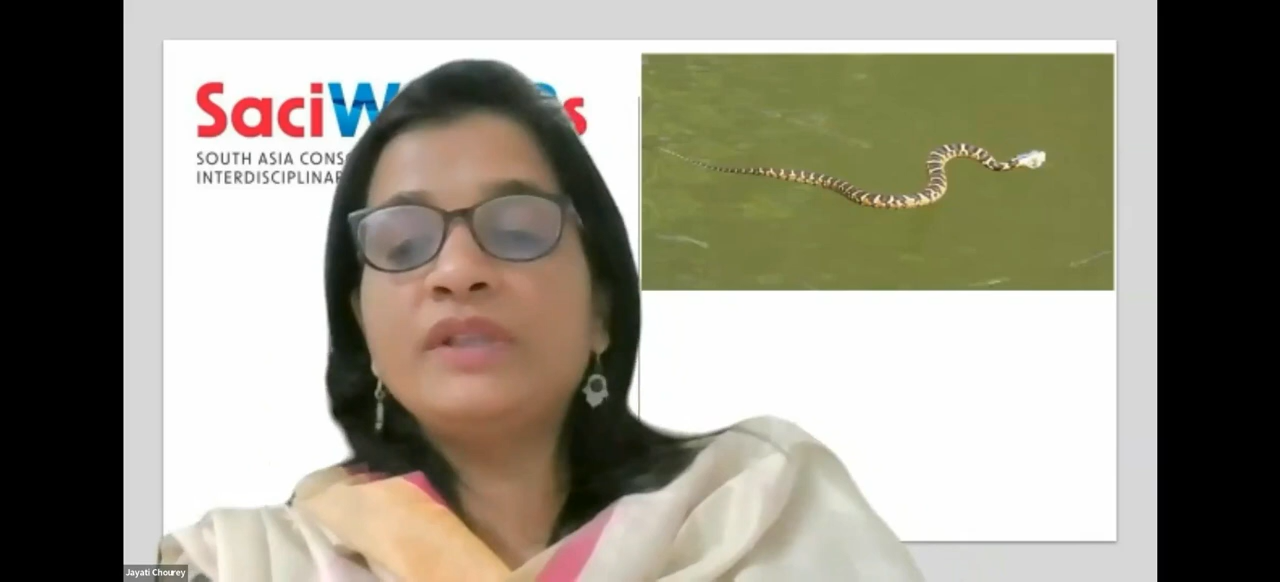 SaciW s
SOUTH ASIA CONS
INTERDISCIPLINAR
Jayati Chourey